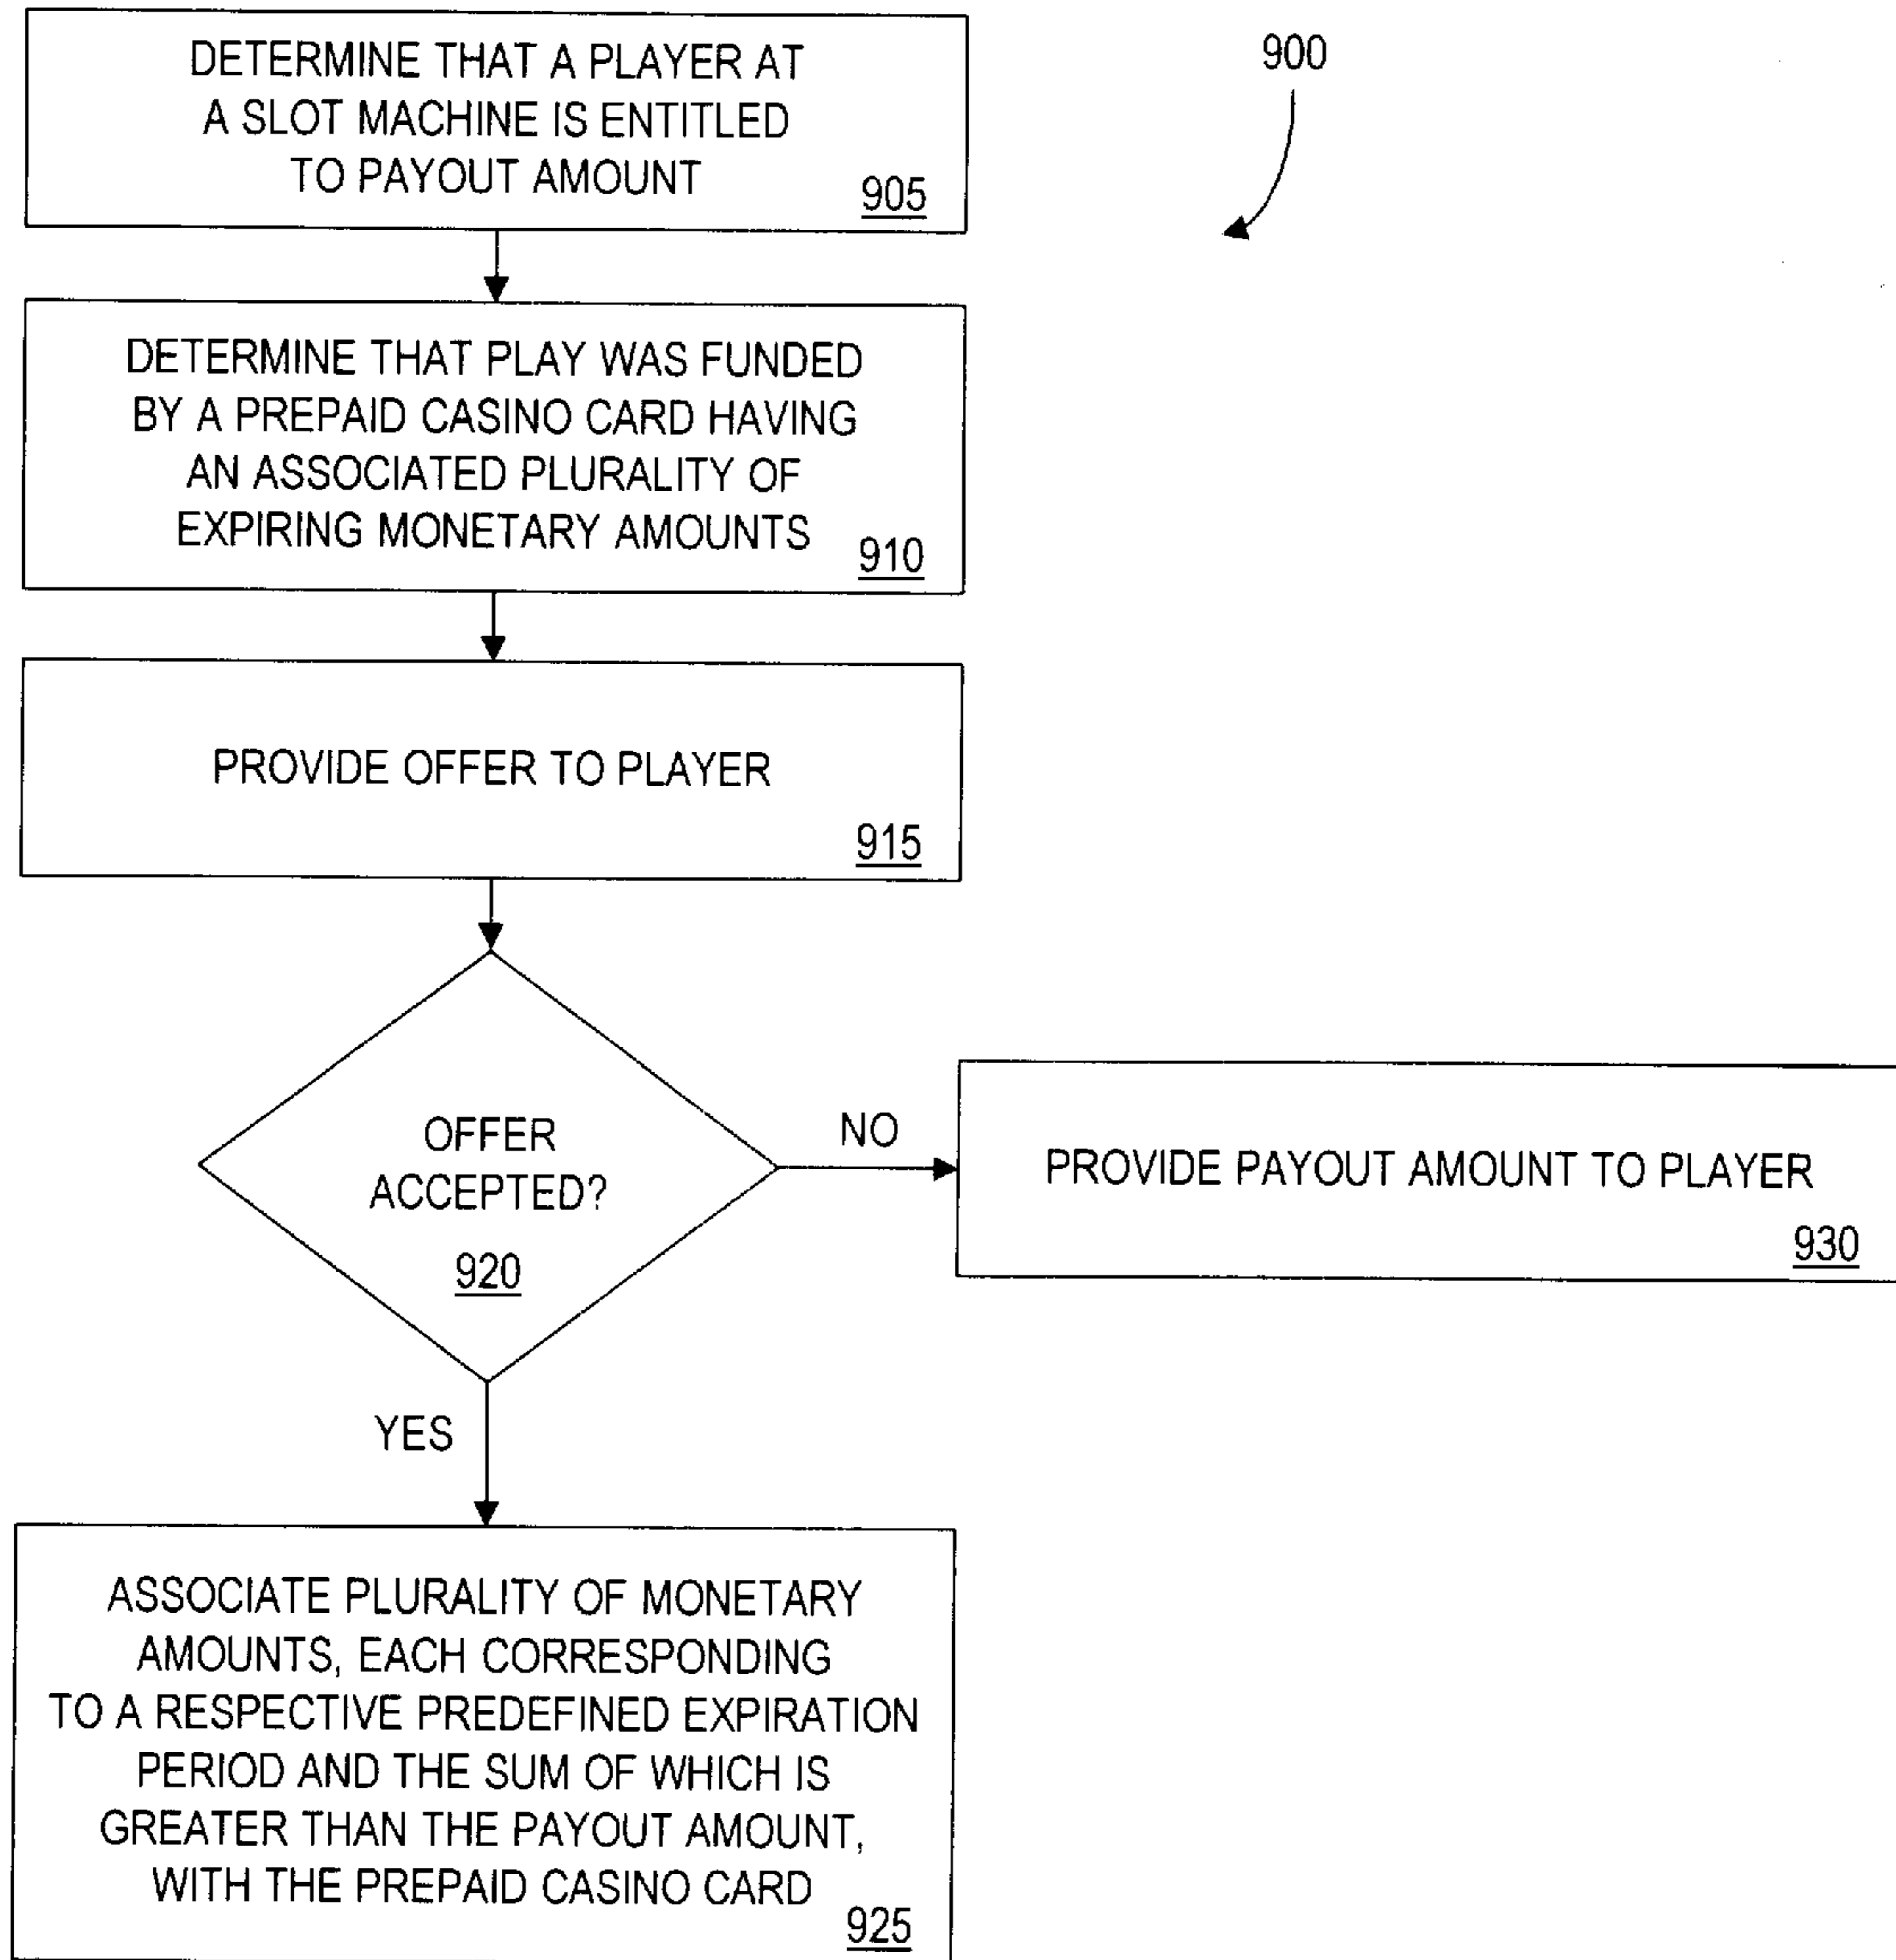 900
DETERMINE THAT A PLAYER AT
A SLOT MACHINE IS ENTITLED
TO PAYOUT AMOUNT
905
DETERMINE THAT PLAY WAS FUNDED
BY A PREPAID CASINO CARD HAVING
AN ASSOCIATED PLURALITY OF
EXPIRING MONETARY AMOUNTS
910
PROVIDE OFFER TO PLAYER
915
OFFER
ACCEPTED?
920
NO
PROVIDE PAYOUT AMOUNT TO PLAYER
930
YES
ASSOCIATE PLURALITY OF MONETARY
AMOUNTS, EACH CORRESPONDING
TO A RESPECTIVE PREDEFINED EXPIRATION
PERIOD AND THE SUM OF WHICH IS
GREATER THAN THE PAYOUT AMOUNT,
WITH THE PREPAID CASINO CARD
925